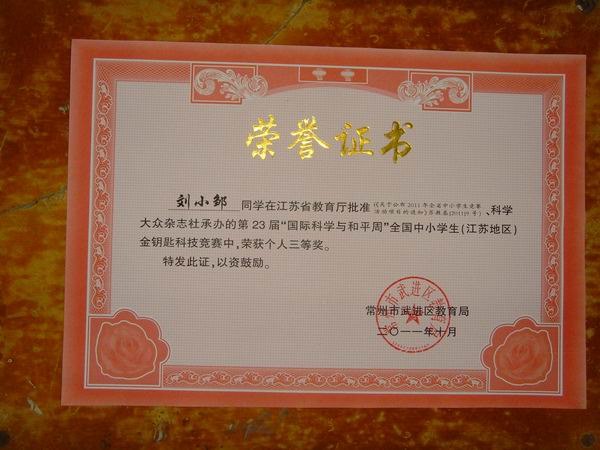 荣誉证书
刘小邹 同学在江苏省教育厅批准(《关于公布2011年全省中小学生竞赛活动项目的通知》苏教基[2011]9号)、科学
大众杂志社承办的第23届“国际科学与和平周”全国中小学生(江苏地区)
金钥匙科技竞赛中,荣获个人三等奖。
特发此证,以资鼓励。
常州市武进区教育局
二〇一一年十月